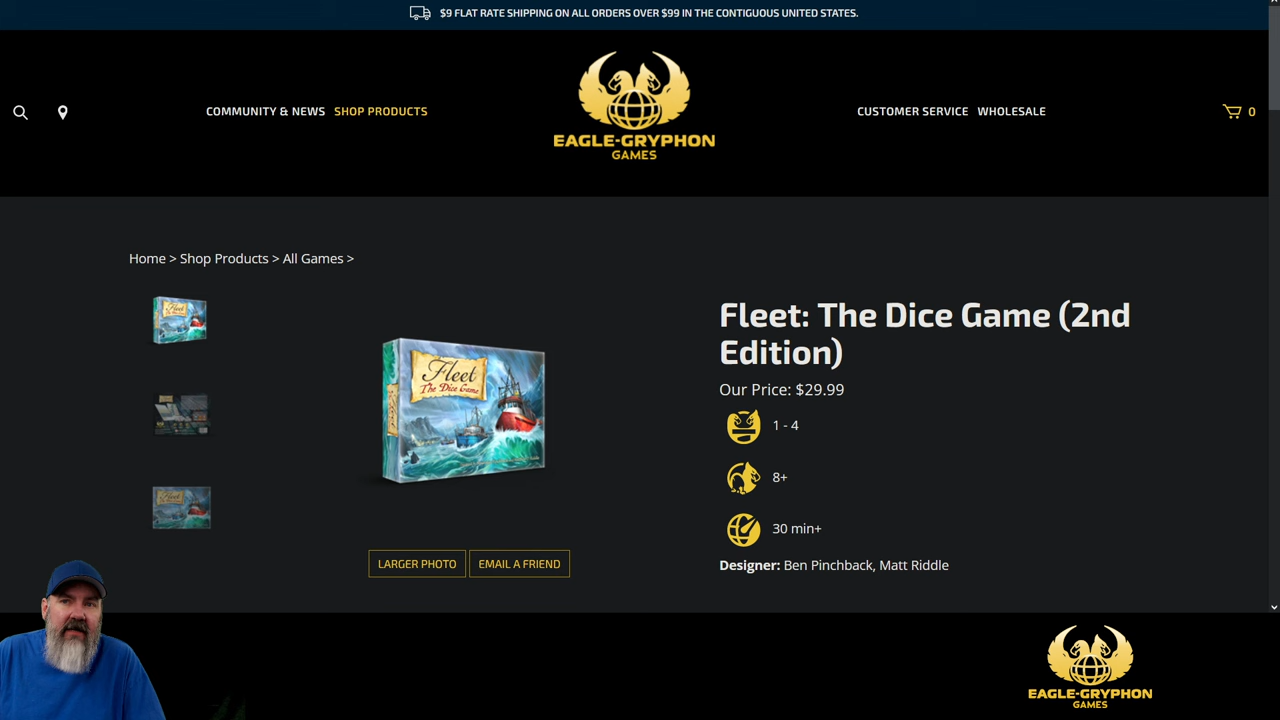 $9 FLAT RATE SHIPPING ON ALL ORDERS OVER $99 IN THE CONTIGUOUS UNITED STATES.
COMMUNITY & NEWS SHOP PRODUCTS
EAGLE-GRYPHON
GAMES
CUSTOMER SERVICE WHOLESALE
0
Home > Shop Products > All Games >
Fleet
The Dice Game
Fleet: The Dice Game (2nd
Edition)
Our Price: $29.99
1 - 4
8+
30 min+
Designer: Ben Pinchback, Matt Riddle
LARGER PHOTO
EMAIL A FRIEND
EAGLE-GRYPHON
GAMES